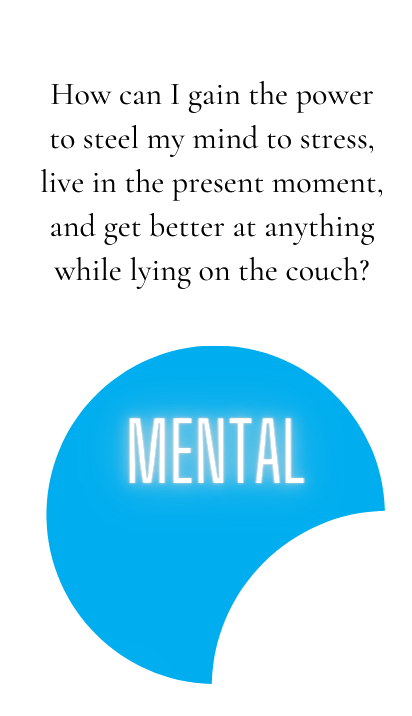 How can I gain the power
to steel my mind to stress,
live in the present moment,
and get better at anything
while lying on the couch?
MENTAL